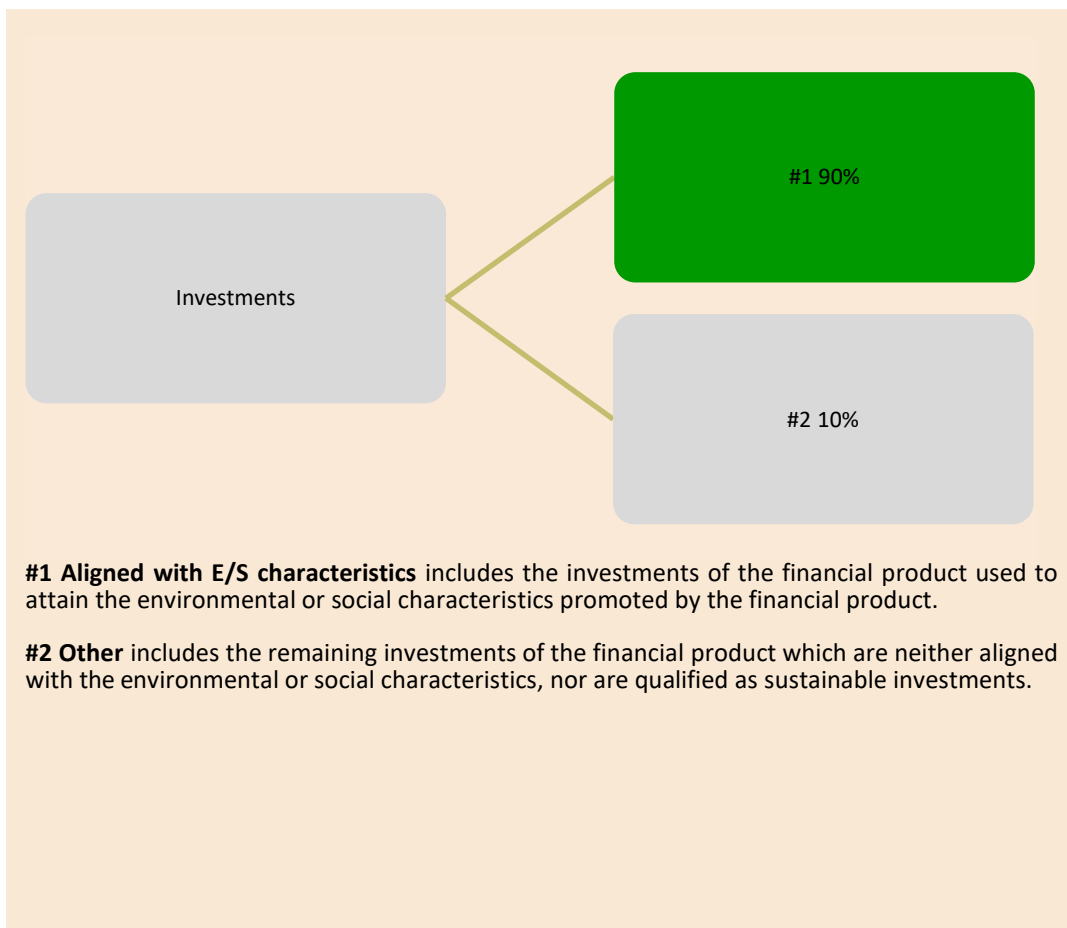 #1 90%
Investments
#2 10%
#1 Aligned with E/S characteristics includes the investments of the financial product used to
attain the environmental or social characteristics promoted by the financial product.
#2 Other includes the remaining investments of the financial product which are neither aligned
with the environmental or social characteristics, nor are qualified as sustainable investments.